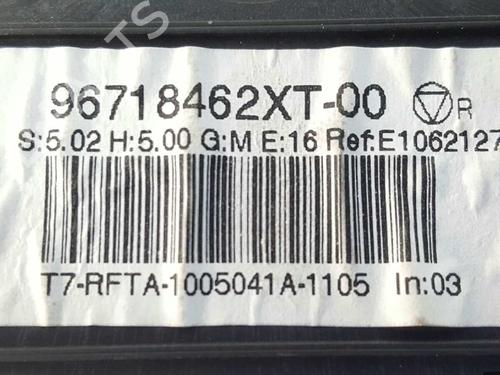 96718462XT-00 R
S:5.02 H:5.00 G:M E:16 Ref:E1062127
T7-RFTA-1005041A-1105 In:03